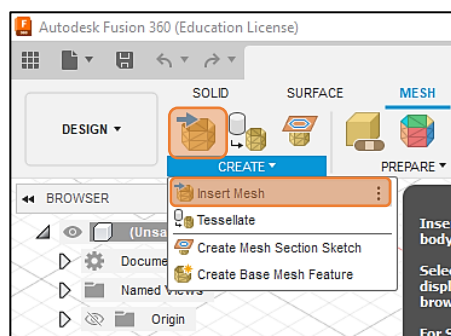 Autodesk Fusion 360 (Education License)
SOLID SURFACE MESH
DESIGN
CREATE PREPARE
BROWSER
Insert Mesh
Tessellate
Create Mesh Section Sketch
Create Base Mesh Feature
(Unsa
Docume
Named Views
Origin
Inse
body
Selec
displ
brow
For S